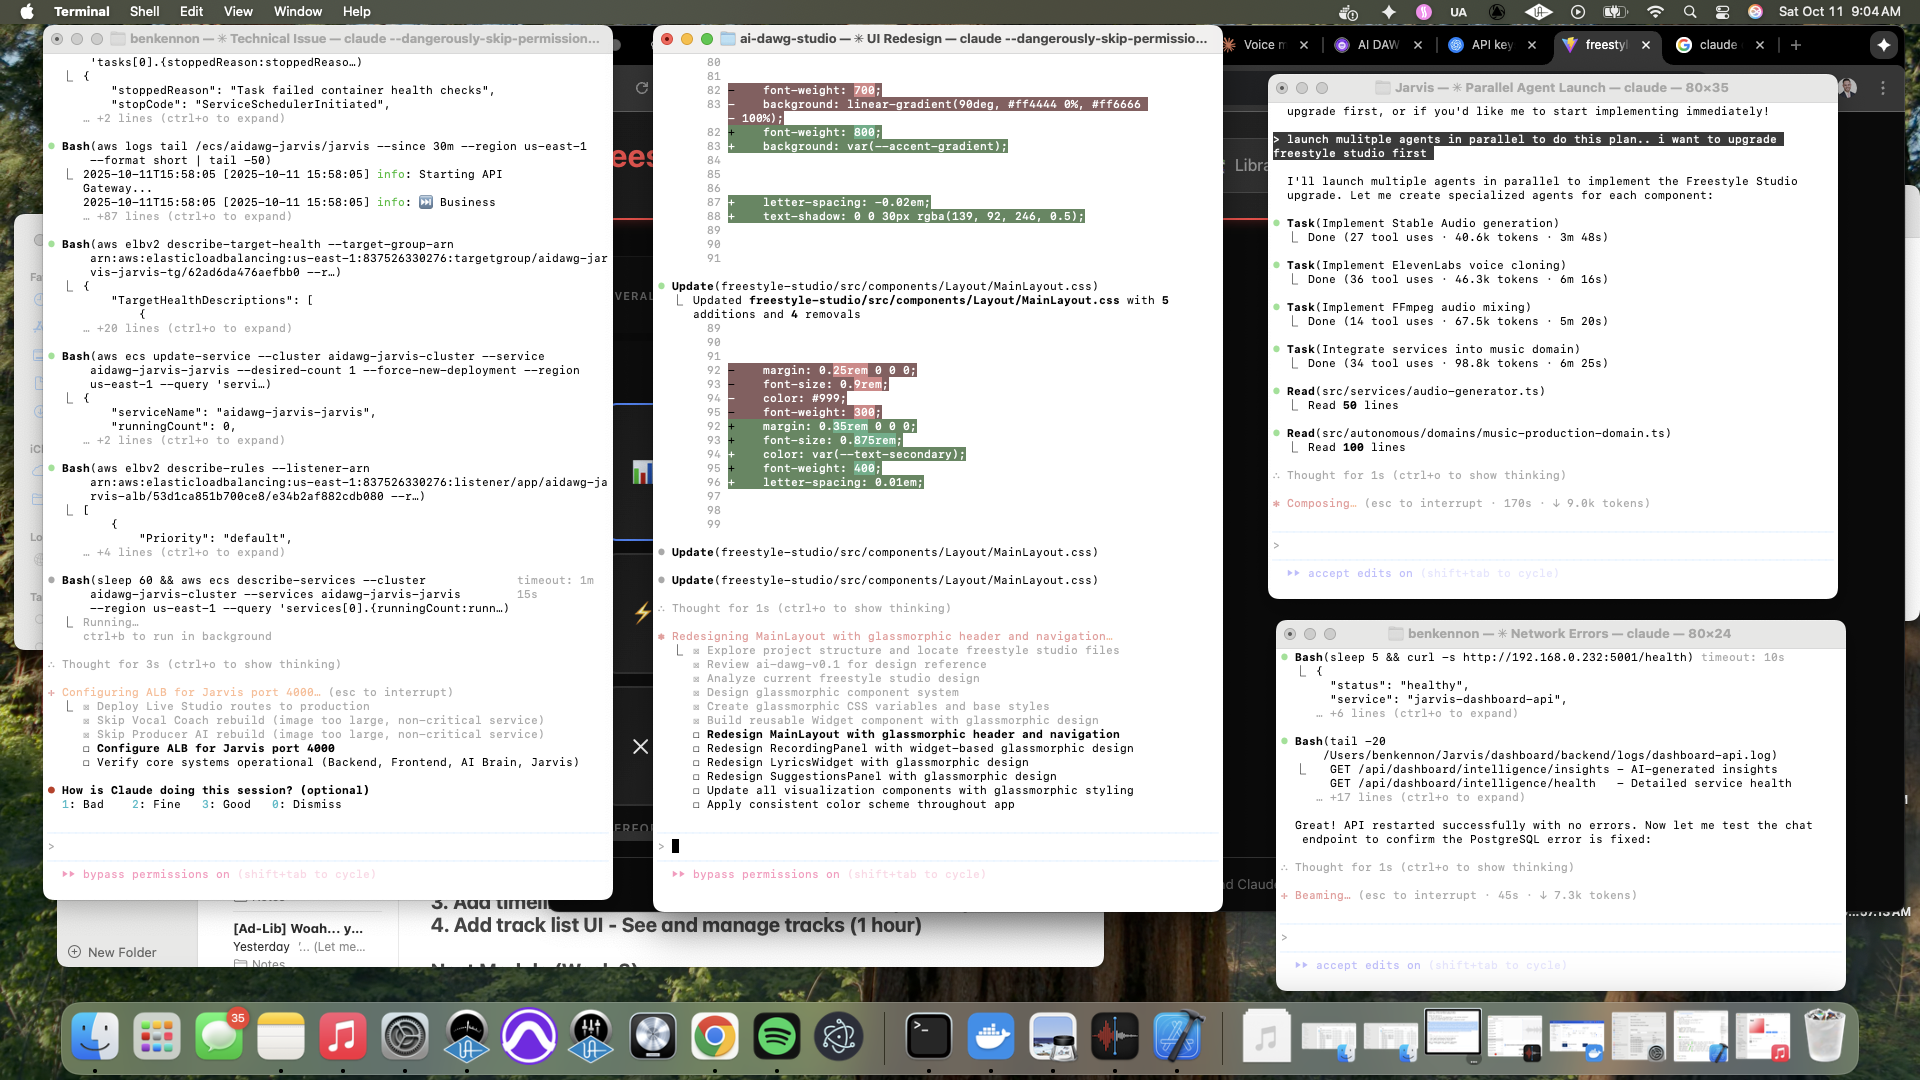 Terminal Shell Edit View Window Help
UA Sat Oct 11 9:04 AM
benkennon — ✳ Technical Issue — claude --dangerously-skip-permission…
'tasks[0].{stoppedReason:stoppedReaso…)
{
"stoppedReason": "Task failed container health checks",
"stopCode": "ServiceSchedulerInitiated",
… +2 lines (ctrl+o to expand)
Bash(aws logs tail /ecs/aidawg-jarvis/jarvis --since 30m --region us-east-1
--format short | tail -50)
2025-10-11T15:58:05 [2025-10-11 15:58:05] info: Starting API
Gateway...
2025-10-11T15:58:05 [2025-10-11 15:58:05] info: ⏭️ Business
… +87 lines (ctrl+o to expand)
Bash(aws elbv2 describe-target-health --target-group-arn
arn:aws:elasticloadbalancing:us-east-1:837526330276:targetgroup/aidawg-jar
vis-jarvis-tg/62ad6da476aefbb0 --r…)
{
"TargetHealthDescriptions": [
{
… +20 lines (ctrl+o to expand)
Bash(aws ecs update-service --cluster aidawg-jarvis-cluster --service
aidawg-jarvis-jarvis --desired-count 1 --force-new-deployment --region
us-east-1 --query 'servi…)
{
"serviceName": "aidawg-jarvis-jarvis",
"runningCount": 0,
… +2 lines (ctrl+o to expand)
Bash(aws elbv2 describe-rules --listener-arn
arn:aws:elasticloadbalancing:us-east-1:837526330276:listener/app/aidawg-ja
rvis-alb/53d1ca851b700ce8/e34b2af882cdb080 --r…)
[
{
"Priority": "default",
… +4 lines (ctrl+o to expand)
Bash(sleep 60 && aws ecs describe-services --cluster timeout: 1m
aidawg-jarvis-cluster --services aidawg-jarvis-jarvis 15s
--region us-east-1 --query 'services[0].{runningCount:runn…)
Running…
ctrl+b to run in background
∴ Thought for 3s (ctrl+o to show thinking)
Configuring ALB for Jarvis port 4000… (esc to interrupt)
☒ Deploy Live Studio routes to production
☒ Skip Vocal Coach rebuild (image too large, non-critical service)
☒ Skip Producer AI rebuild (image too large, non-critical service)
☐ Configure ALB for Jarvis port 4000
☐ Verify core systems operational (Backend, Frontend, AI Brain, Jarvis)
How is Claude doing this session? (optional)
1: Bad 2: Fine 3: Good 0: Dismiss
>
bypass permissions on (shift+tab to cycle)
ai-dawg-studio — ✳ UI Redesign — claude --dangerously-skip-permissio…
80
81
82 - font-weight: 700;
83 - background: linear-gradient(90deg, #ff4444 0%, #ff6666
- 100%);
82 + font-weight: 800;
83 + background: var(--accent-gradient);
84
85
86
87 + letter-spacing: -0.02em;
88 + text-shadow: 0 0 30px rgba(139, 92, 246, 0.5);
89
90
91
Update(freestyle-studio/src/components/Layout/MainLayout.css)
Updated freestyle-studio/src/components/Layout/MainLayout.css with 5
additions and 4 removals
89
90
91
92 - margin: 0.25rem 0 0 0;
93 - font-size: 0.9rem;
94 - color: #999;
95 - font-weight: 300;
92 + margin: 0.35rem 0 0 0;
93 + font-size: 0.875rem;
94 + color: var(--text-secondary);
95 + font-weight: 400;
96 + letter-spacing: 0.01em;
97
98
99
Update(freestyle-studio/src/components/Layout/MainLayout.css)
Update(freestyle-studio/src/components/Layout/MainLayout.css)
∴ Thought for 1s (ctrl+o to show thinking)
Redesigning MainLayout with glassmorphic header and navigation…
☒ Explore project structure and locate freestyle studio files
☒ Review ai-dawg-v0.1 for design reference
☒ Analyze current freestyle studio design
☒ Design glassmorphic component system
☒ Create glassmorphic CSS variables and base styles
☒ Build reusable Widget component with glassmorphic design
☐ Redesign MainLayout with glassmorphic header and navigation
☐ Redesign RecordingPanel with widget-based glassmorphic design
☐ Redesign LyricsWidget with glassmorphic design
☐ Redesign SuggestionsPanel with glassmorphic design
☐ Update all visualization components with glassmorphic styling
☐ Apply consistent color scheme throughout app
>
bypass permissions on (shift+tab to cycle)
Voice m AI DAW API key freestyl claude
Libra
ees
VERAL
ERFO
d Claude
Jarvis — ✳ Parallel Agent Launch — claude — 80×35
upgrade first, or if you'd like me to start implementing immediately!
> launch mulitple agents in parallel to do this plan.. i want to upgrade
freestyle studio first
I'll launch multiple agents in parallel to implement the Freestyle Studio
upgrade. Let me create specialized agents for each component:
Task(Implement Stable Audio generation)
Done (27 tool uses · 40.6k tokens · 3m 48s)
Task(Implement ElevenLabs voice cloning)
Done (36 tool uses · 46.3k tokens · 6m 16s)
Task(Implement FFmpeg audio mixing)
Done (14 tool uses · 67.5k tokens · 5m 20s)
Task(Integrate services into music domain)
Done (34 tool uses · 98.8k tokens · 6m 25s)
Read(src/services/audio-generator.ts)
Read 50 lines
Read(src/autonomous/domains/music-production-domain.ts)
Read 100 lines
∴ Thought for 1s (ctrl+o to show thinking)
Composing… (esc to interrupt · 170s · ↓ 9.0k tokens)
>
accept edits on (shift+tab to cycle)
benkennon — ✳ Network Errors — claude — 80×24
Bash(sleep 5 && curl -s http://192.168.0.232:5001/health) timeout: 10s
{
"status": "healthy",
"service": "jarvis-dashboard-api",
… +6 lines (ctrl+o to expand)
Bash(tail -20
/Users/benkennon/Jarvis/dashboard/backend/logs/dashboard-api.log)
GET /api/dashboard/intelligence/insights - AI-generated insights
GET /api/dashboard/intelligence/health - Detailed service health
… +17 lines (ctrl+o to expand)
Great! API restarted successfully with no errors. Now let me test the chat
endpoint to confirm the PostgreSQL error is fixed:
∴ Thought for 1s (ctrl+o to show thinking)
Beaming… (esc to interrupt · 45s · ↓ 7.3k tokens)
>
accept edits on (shift+tab to cycle)
3. Add timeli
4. Add track list UI - See and manage tracks (1 hour)
[Ad-Lib] Woah... y...
Yesterday '... (Let me...
Notes
New Folder
35